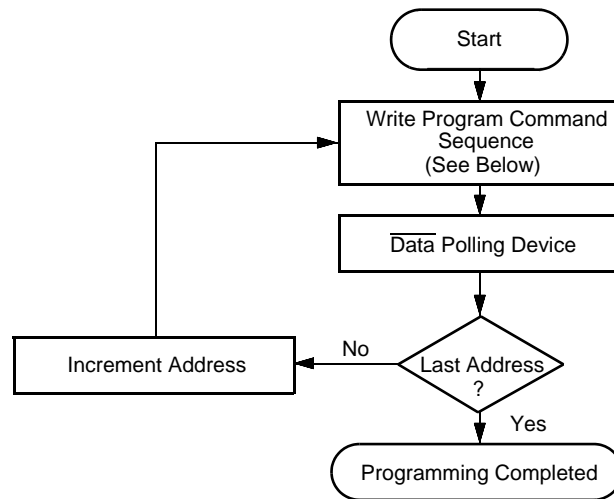 Start
Write Program Command
Sequence
(See Below)
Data Polling Device
No
Increment Address
Last Address
?
Yes
Programming Completed